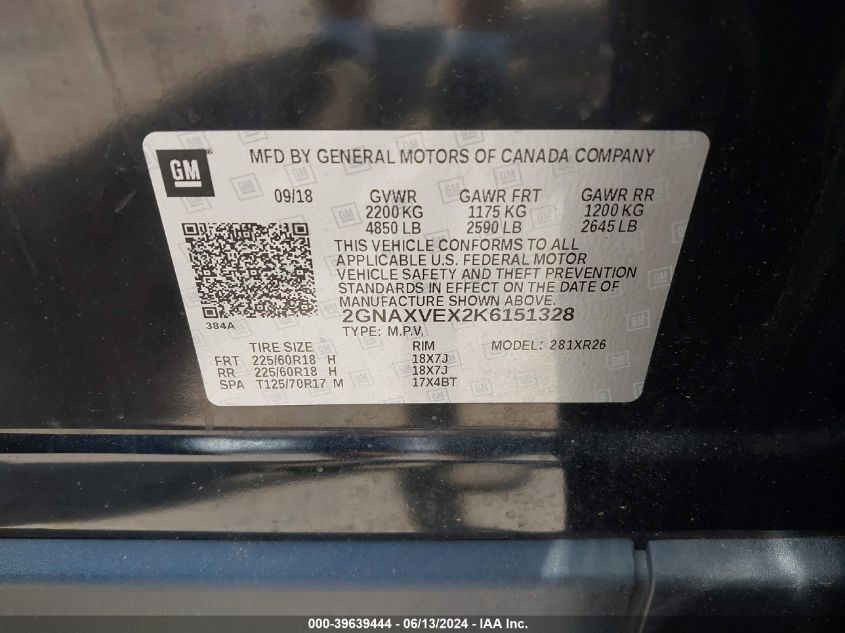 GM
MFD BY GENERAL MOTORS OF CANADA COMPANY
09/18 GVWR GAWR FRT GAWR RR
2200 KG 1175 KG 1200 KG
4850 LB 2590 LB 2645 LB
THIS VEHICLE CONFORMS TO ALL
APPLICABLE U.S. FEDERAL MOTOR
VEHICLE SAFETY AND THEFT PREVENTION
STANDARDS IN EFFECT ON THE DATE OF
MANUFACTURE SHOWN ABOVE.
384A 2GNAXVEX2K6151328
TYPE: M.P.V. MODEL: 281XR26
TIRE SIZE RIM
FRT 225/60R18 H 18X7J
RR 225/60R18 H 18X7J
SPA T125/70R17 M 17X4BT
000-39639444 - 06/13/2024 - IAA Inc.